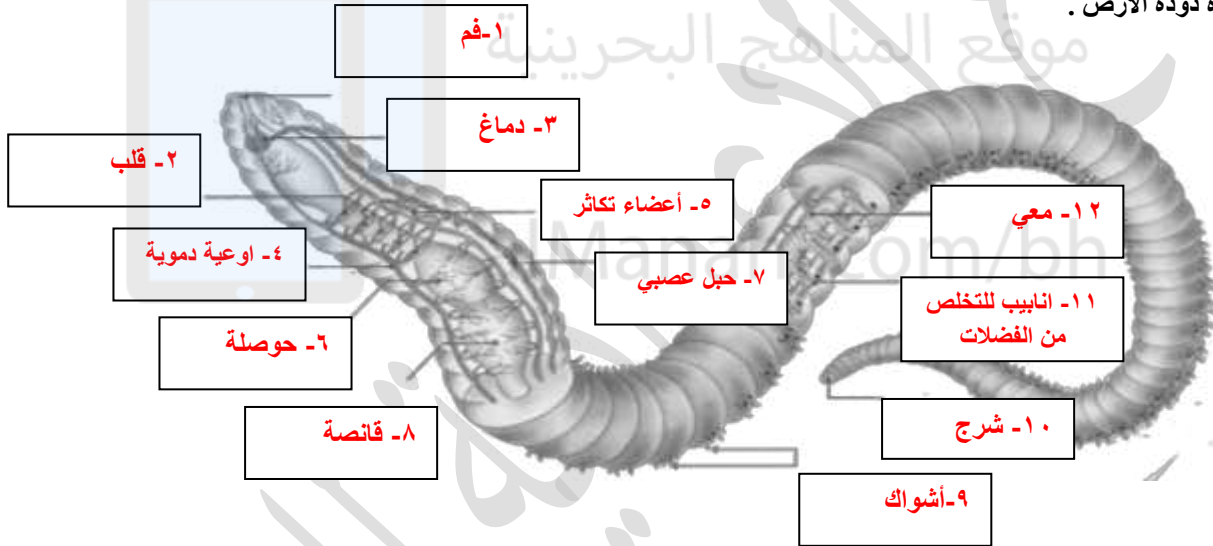 دودة الأرض .
موقع المناهج البحرينية
١-فم
٣- دماغ
٢- قلب
٥- أعضاء تكاثر
١٢- معي
٤- اوعية دموية
٧- حبل عصبي
١١- انابيب للتخلص
من الفضلات
٦- حوصلة
٨- قانصة
١٠- شرج
٩-أشواك